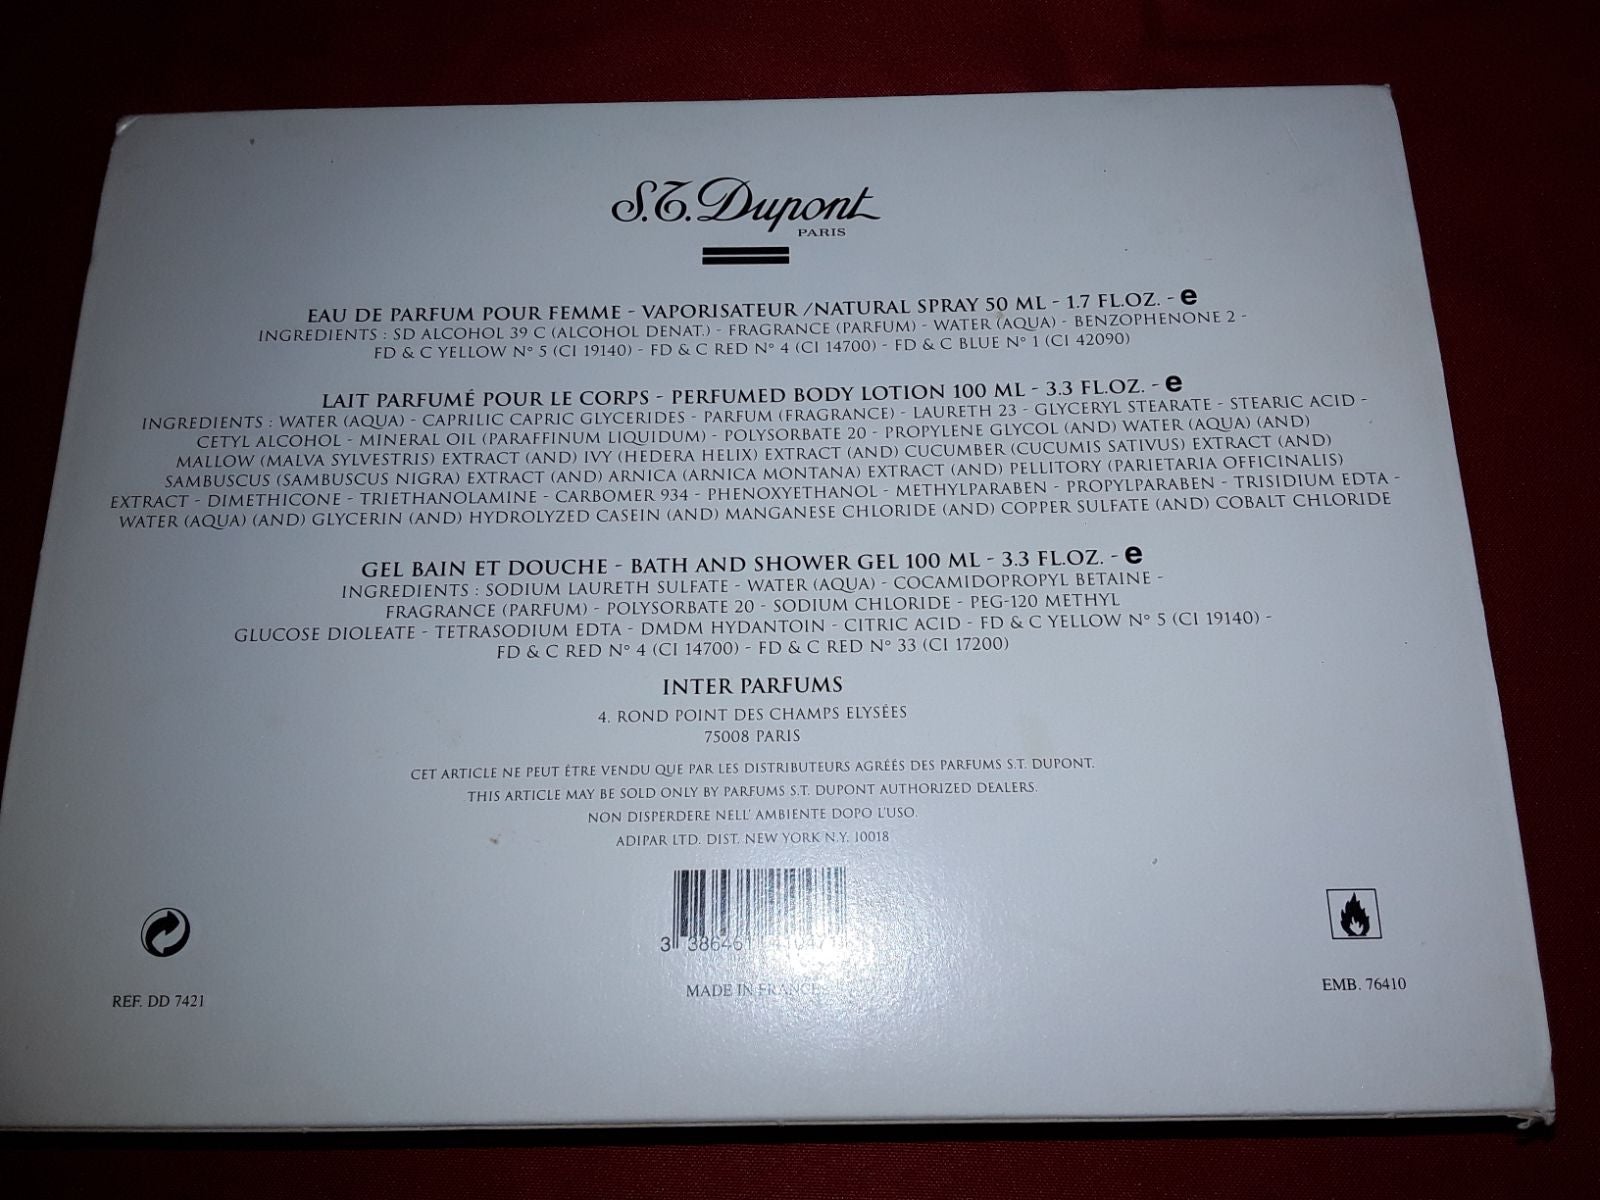 S.T. Dupont
PARIS
EAU DE PARFUM POUR FEMME - VAPORISATEUR /NATURAL SPRAY 50 ML - 1.7 FL.OZ. - e
INGREDIENTS : SD ALCOHOL 39 C (ALCOHOL DENAT.) - FRAGRANCE (PARFUM) - WATER (AQUA) - BENZOPHENONE 2 -
FD & C YELLOW N° 5 (CI 19140) - FD & C RED N° 4 (CI 14700) - FD & C BLUE N° 1 (CI 42090)
LAIT PARFUMÉ POUR LE CORPS - PERFUMED BODY LOTION 100 ML - 3.3 FL.OZ. - e
INGREDIENTS : WATER (AQUA) - CAPRILIC CAPRIC GLYCERIDES - PARFUM (FRAGRANCE) - LAURETH 23 - GLYCERYL STEARATE - STEARIC ACID -
CETYL ALCOHOL - MINERAL OIL (PARAFFINUM LIQUIDUM) - POLYSORBATE 20 - PROPYLENE GLYCOL (AND) WATER (AQUA) (AND)
MALLOW (MALVA SYLVESTRIS) EXTRACT (AND) IVY (HEDERA HELIX) EXTRACT (AND) CUCUMBER (CUCUMIS SATIVUS) EXTRACT (AND)
SAMBUSCUS (SAMBUSCUS NIGRA) EXTRACT (AND) ARNICA (ARNICA MONTANA) EXTRACT (AND) PELLITORY (PARIETARIA OFFICINALIS)
EXTRACT - DIMETHICONE - TRIETHANOLAMINE - CARBOMER 934 - PHENOXYETHANOL - METHYLPARABEN - PROPYLPARABEN - TRISIDIUM EDTA -
WATER (AQUA) (AND) GLYCERIN (AND) HYDROLYZED CASEIN (AND) MANGANESE CHLORIDE (AND) COPPER SULFATE (AND) COBALT CHLORIDE
GEL BAIN ET DOUCHE - BATH AND SHOWER GEL 100 ML - 3.3 FL.OZ. - e
INGREDIENTS : SODIUM LAURETH SULFATE - WATER (AQUA) - COCAMIDOPROPYL BETAINE -
FRAGRANCE (PARFUM) - POLYSORBATE 20 - SODIUM CHLORIDE - PEG-120 METHYL
GLUCOSE DIOLEATE - TETRASODIUM EDTA - DMDM HYDANTOIN - CITRIC ACID - FD & C YELLOW N° 5 (CI 19140) -
FD & C RED N° 4 (CI 14700) - FD & C RED N° 33 (CI 17200)
INTER PARFUMS
4. ROND POINT DES CHAMPS ELYSÉES
75008 PARIS
CET ARTICLE NE PEUT ÊTRE VENDU QUE PAR LES DISTRIBUTEURS AGRÉÉS DES PARFUMS S.T. DUPONT.
THIS ARTICLE MAY BE SOLD ONLY BY PARFUMS S.T. DUPONT AUTHORIZED DEALERS.
NON DISPERDERE NELL' AMBIENTE DOPO L'USO.
ADIPAR LTD. DIST. NEW YORK N.Y. 10018
3
MADE IN FRANCE
REF. DD 7421
EMB. 76410